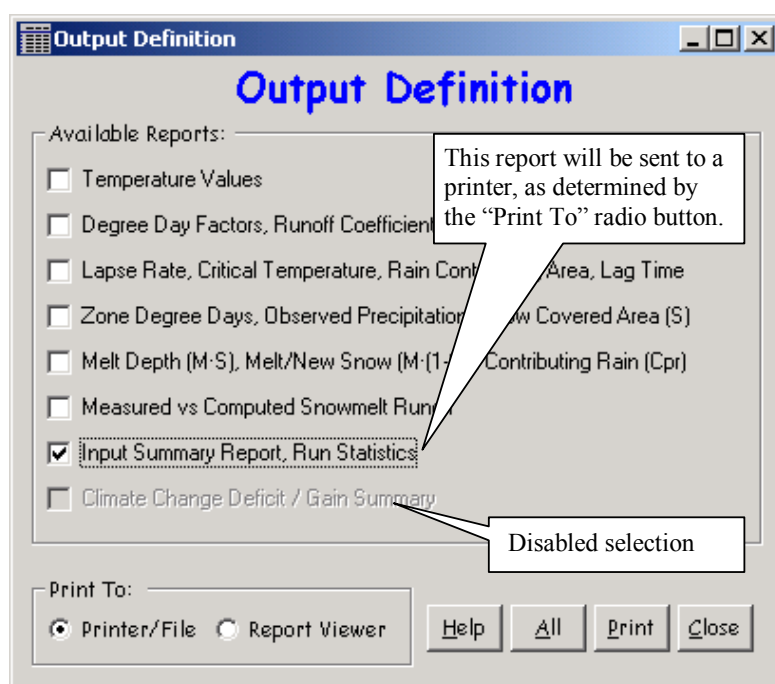 Output Definition
Output Definition
Available Reports:
Temperature Values
This report will be sent to a
printer, as determined by
the “Print To” radio button.
Degree Day Factors, Runoff Coefficient
Lapse Rate, Critical Temperature, Rain Cont Area, Lag Time
Zone Degree Days, Observed Precipitation Covered Area (S)
Melt Depth (M·S), Melt/New Snow (M·(1- Contributing Rain (Cpr)
Measured vs Computed Snowmelt Runoff
Input Summary Report, Run Statistics
Climate Change Deficit / Gain Summary
Disabled selection
Print To:
Printer/File Report Viewer Help All Print Close